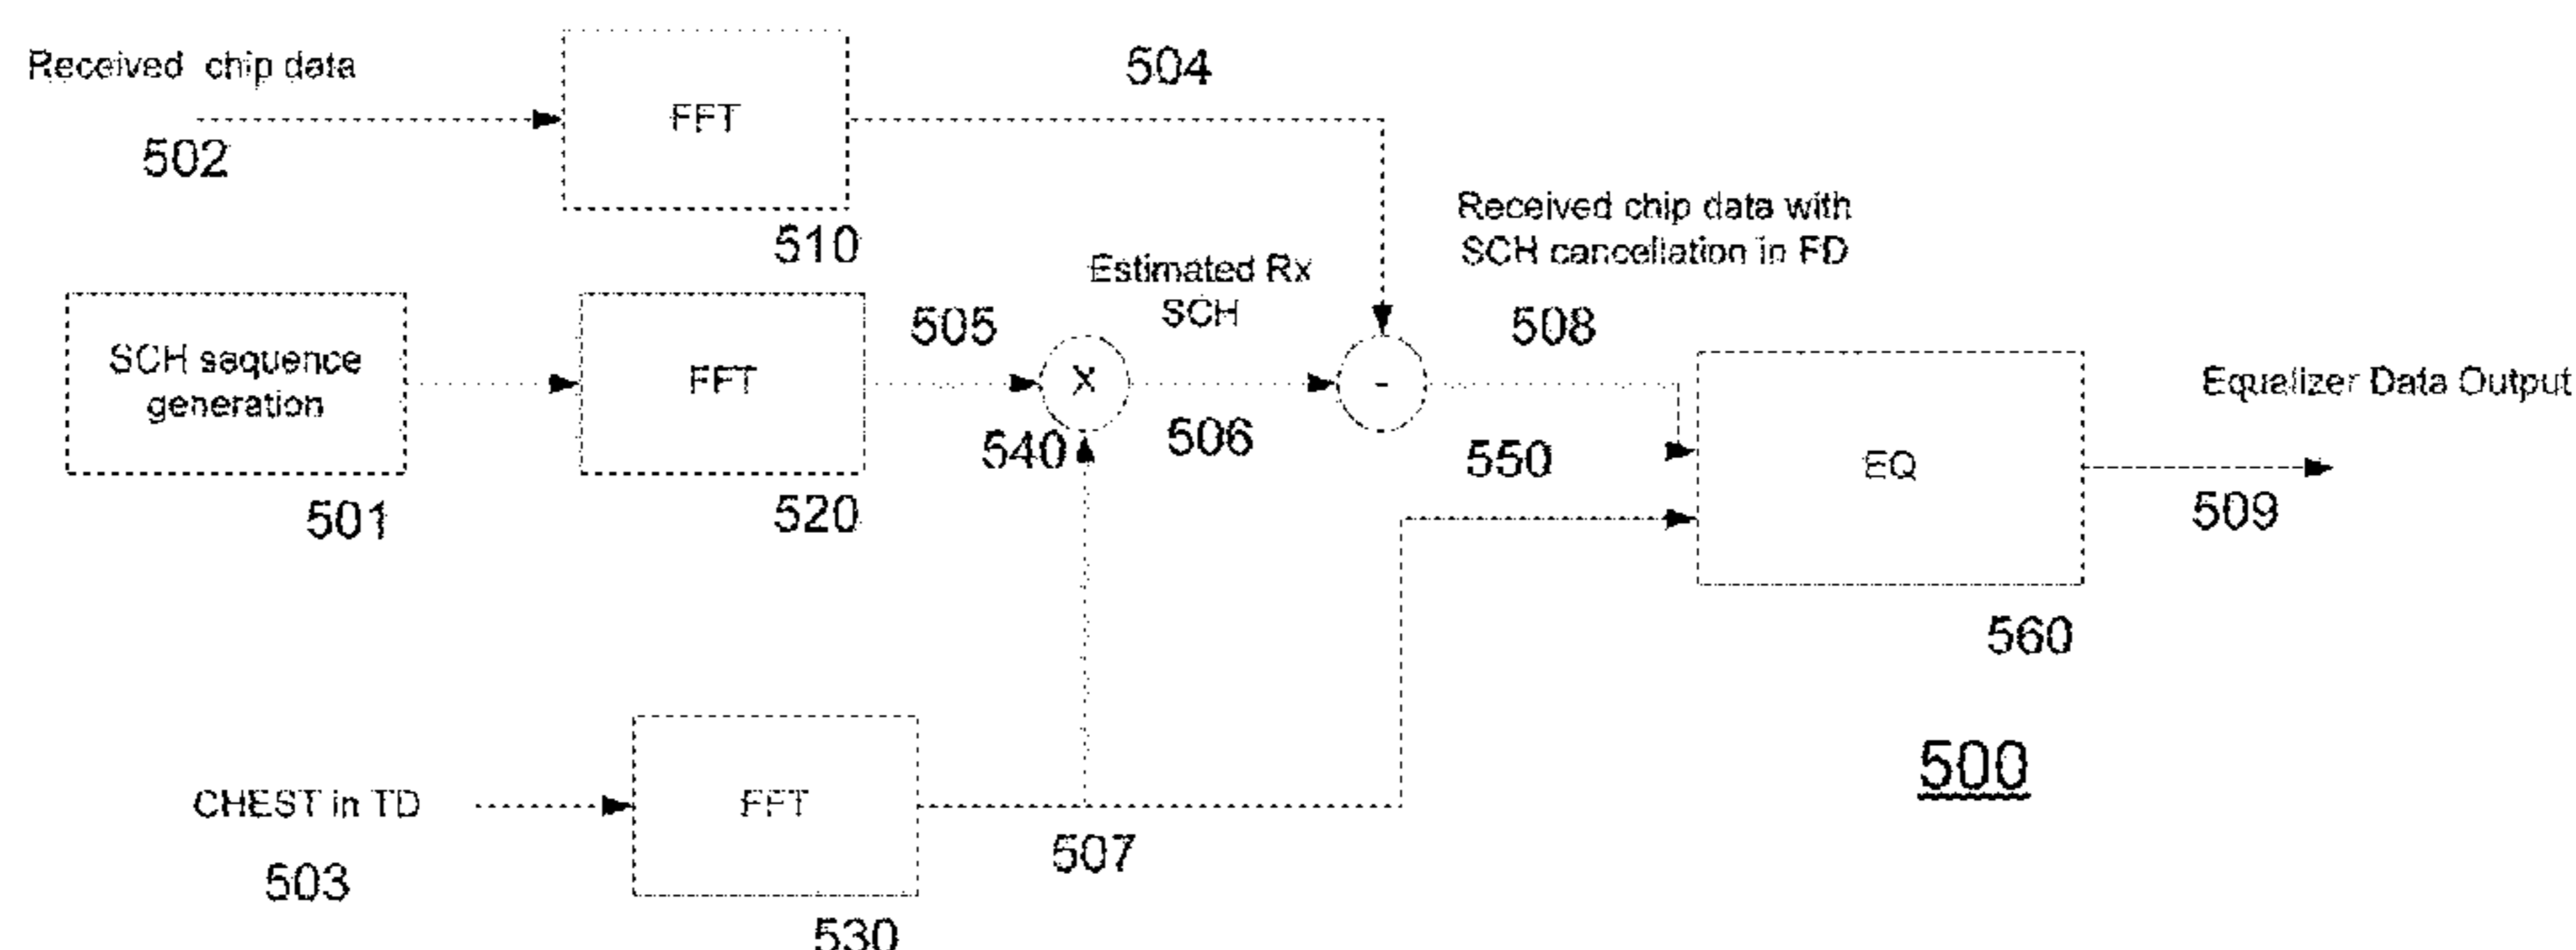 Received chip data
502
FFT
510
504
Received chip data with
SCH cancellation in FD
SCH sequence
generation
501
FFT
520
505
X
540
Estimated Rx
SCH
506
-
550
508
EQ
560
Equalizer Data Output
509
CHEST in TD
503
FFT
530
507
500